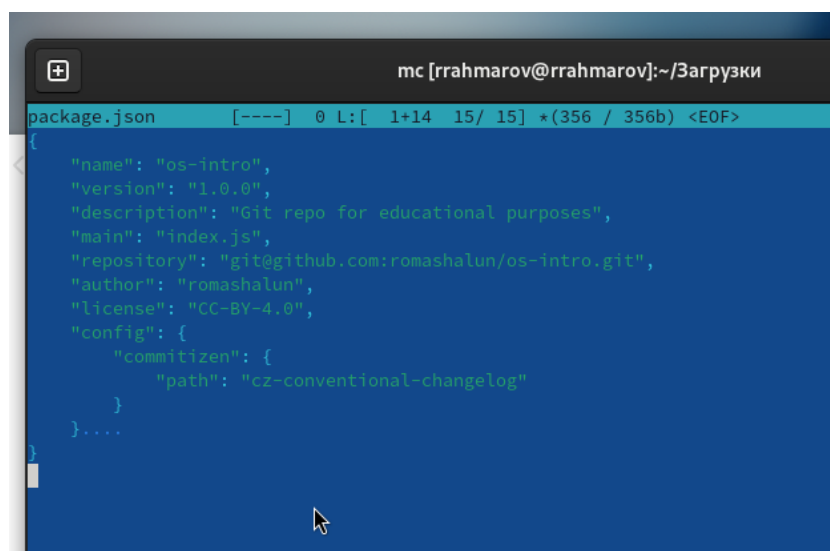 mc [rrahmarov@rrahmarov]:~/Загрузки
package.json [----] 0 L:[ 1+14 15/ 15] *(356 / 356b) <EOF>
{
    "name": "os-intro",
    "version": "1.0.0",
    "description": "Git repo for educational purposes",
    "main": "index.js",
    "repository": "git@github.com:romashalun/os-intro.git",
    "author": "romashalun",
    "license": "CC-BY-4.0",
    "config": {
        "commitizen": {
            "path": "cz-conventional-changelog"
        }
    }....
}